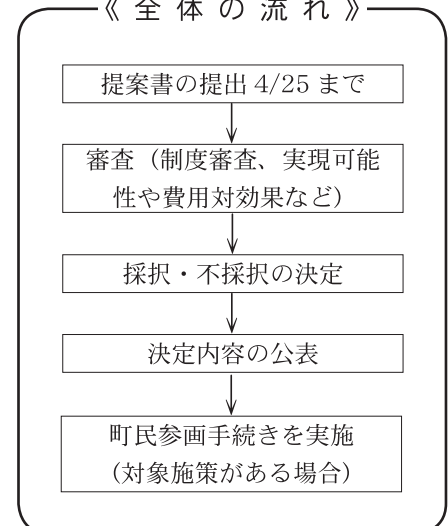 《全体の流れ》
提案書の提出 4/25 まで
審査（制度審査、実現可能
性や費用対効果など）
採択・不採択の決定
決定内容の公表
町民参画手続きを実施
(対象施策がある場合)